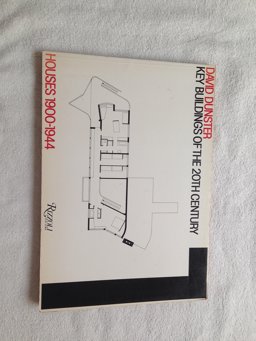 DAVID DUNSTER
KEY BUILDINGS OF THE 20TH CENTURY
HOUSES 1900-1944
Rizzoli